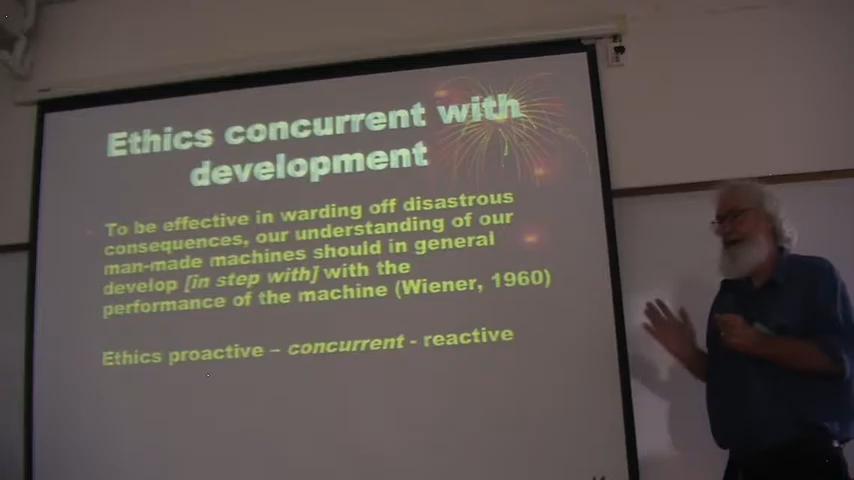 Ethics concurrent with
development
To be effective in warding off disastrous
consequences, our understanding of our
man-made machines should in general
develop [in step with] with the
performance of the machine (Wiener, 1960)
Ethics proactive – concurrent - reactive